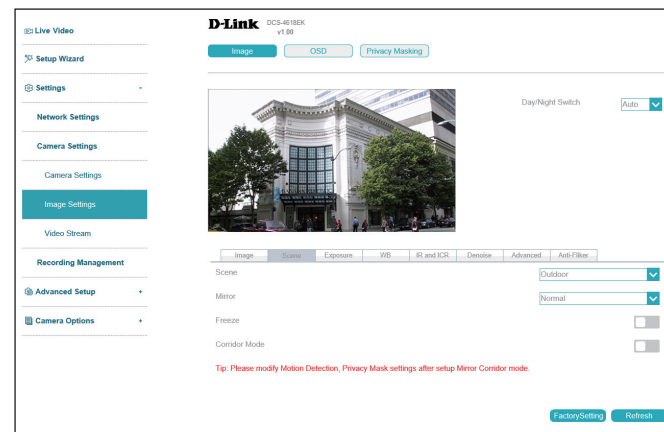 Live Video
Setup Wizard
Settings -
Network Settings
Camera Settings
Camera Settings
Image Settings
Video Stream
Recording Management
Advanced Setup +
Camera Options +
D-Link DCS-4618EK
v1.00
Image OSD Privacy Masking
Day/Night Switch Auto
Image Scene Exposure WB IR and ICR Denoise Advanced Anti-Fliker
Scene Outdoor
Mirror Normal
Freeze
Corridor Mode
Tip: Please modify Motion Detection, Privacy Mask settings after setup Mirror Corridor mode.
FactorySetting Refresh